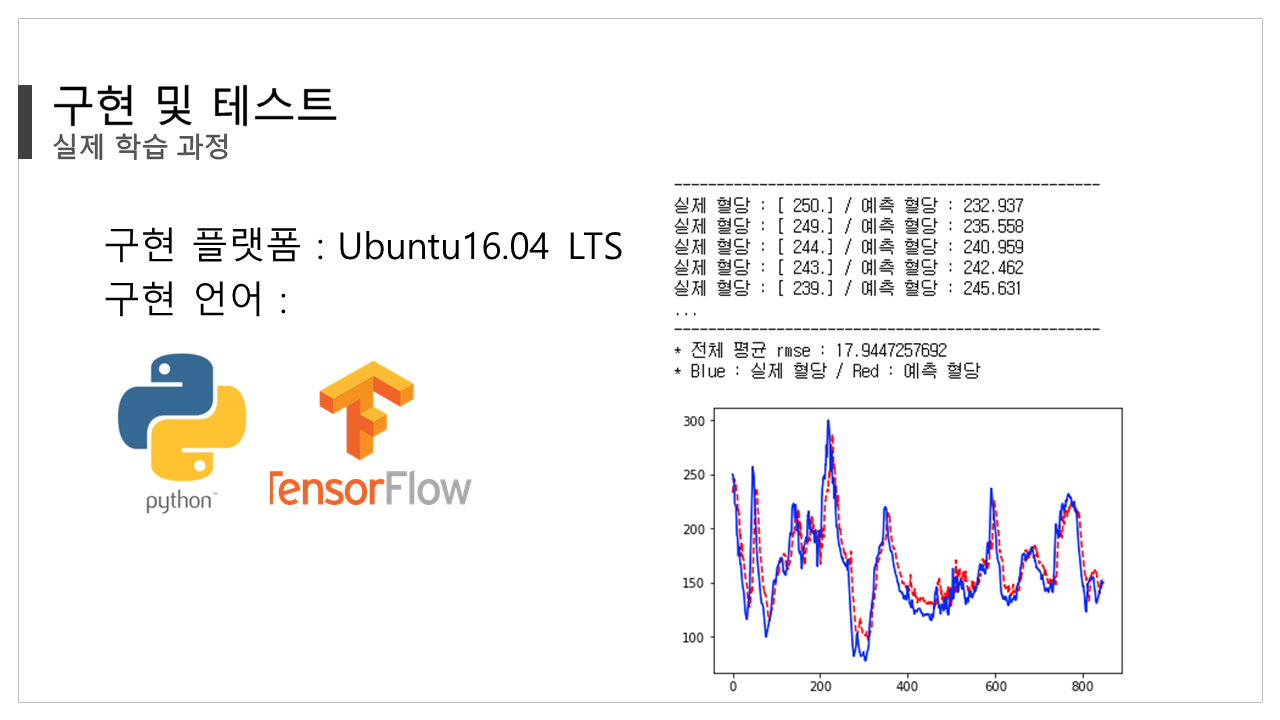 구현 및 테스트
실제 학습 과정
구현 플랫폼 : Ubuntu16.04 LTS
구현 언어 :
python™
TensorFlow
--------------------------------------------------
실제 혈당 : [ 250.] / 예측 혈당 : 232.937
실제 혈당 : [ 249.] / 예측 혈당 : 235.558
실제 혈당 : [ 244.] / 예측 혈당 : 240.959
실제 혈당 : [ 243.] / 예측 혈당 : 242.462
실제 혈당 : [ 239.] / 예측 혈당 : 245.631
...
--------------------------------------------------
* 전체 평균 rmse : 17.9447257692
* Blue : 실제 혈당 / Red : 예측 혈당
300
250
200
150
100
0 200 400 600 800